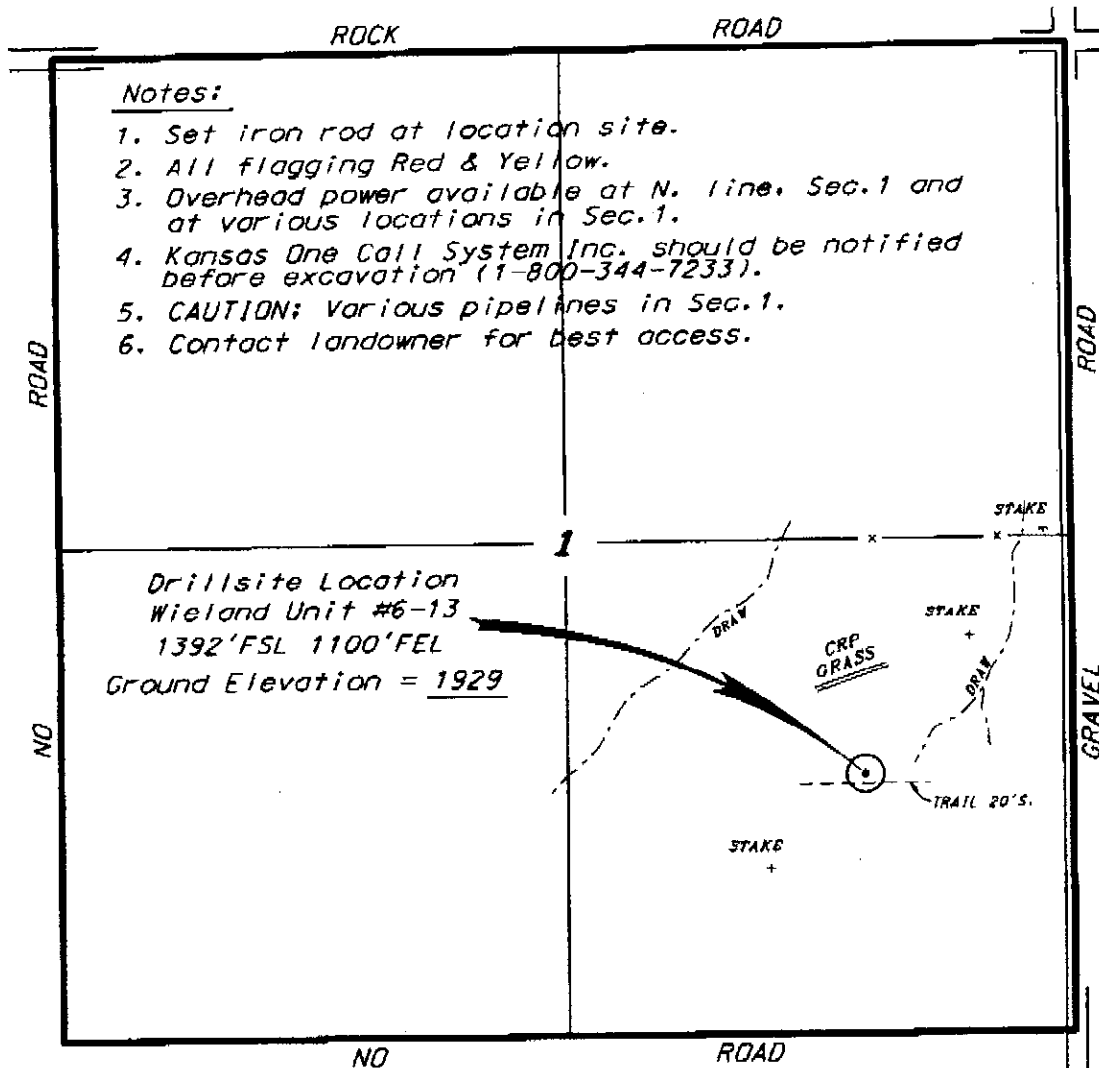 ROCK ROAD
Notes:
1. Set iron rod at location site.
2. All flagging Red & Yellow.
3. Overhead power available at N. line, Sec.1 and
at various locations in Sec.1.
4. Kansas One Call System Inc. should be notified
before excavation (1-800-344-7233).
5. CAUTION: Various pipelines in Sec.1.
6. Contact landowner for best access.
ROAD
ROAD
STAKE
1
Drillsite Location
Wieland Unit #6-13
1392'FSL 1100'FEL
Ground Elevation = 1929
DRAW
STAKE
CRP
GRASS
DRAW
NO
GRAVEL
TRAIL 20'S.
STAKE
NO ROAD